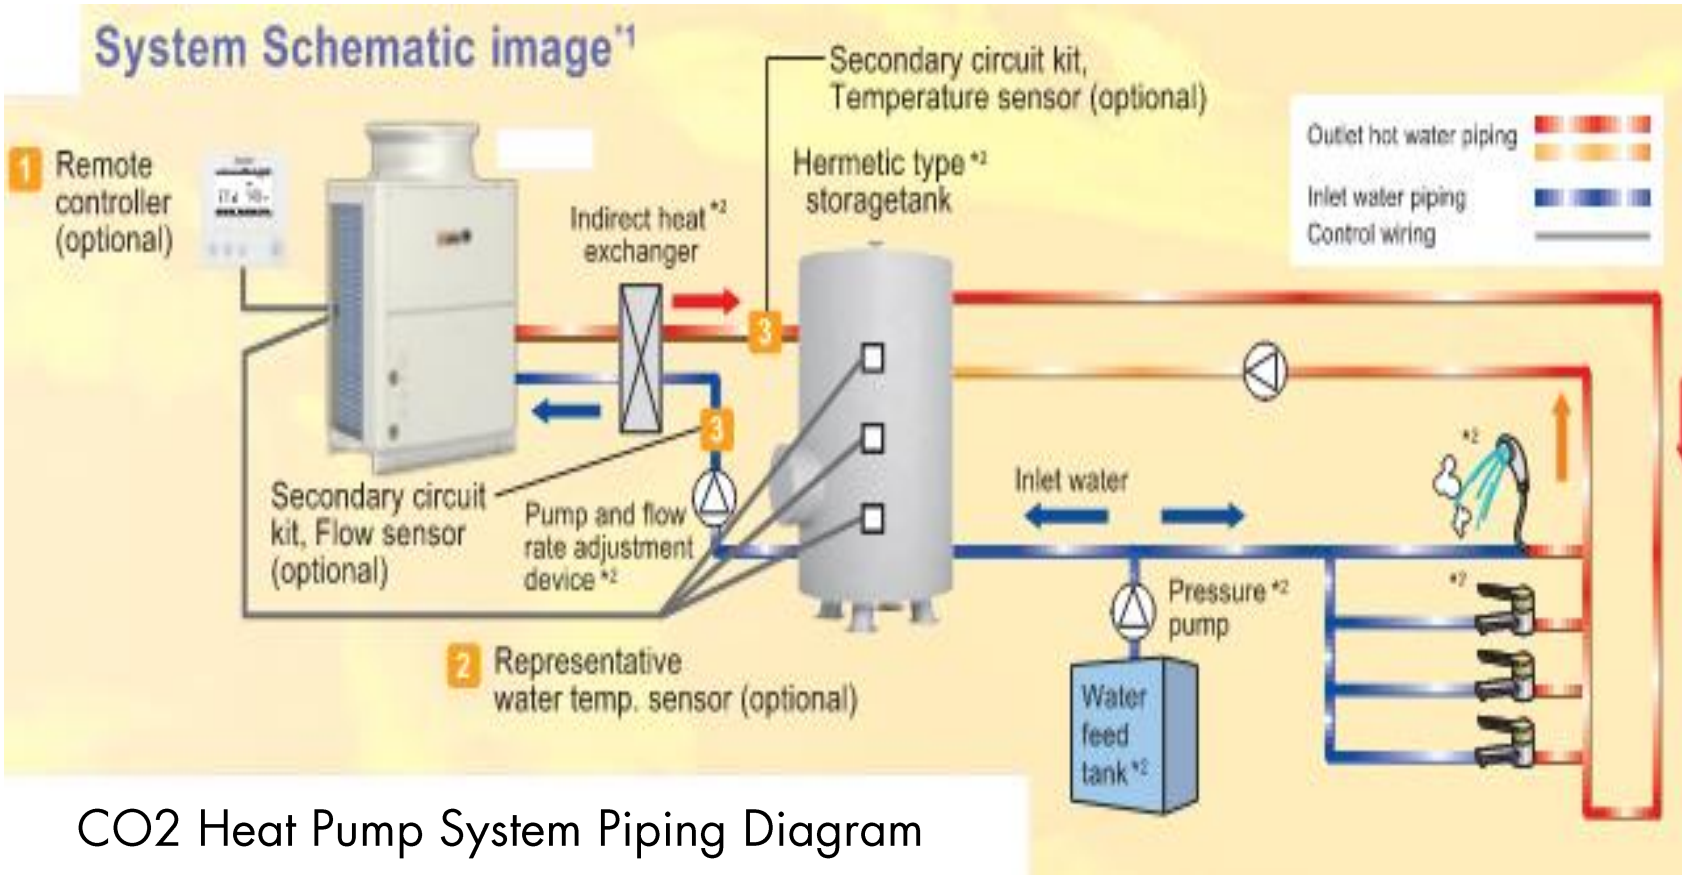 System Schematic image*1
Secondary circuit kit,
Temperature sensor (optional)
Outlet hot water piping
Inlet water piping
Control wiring
1 Remote
controller
(optional)
Hermetic type *2
storagetank
Indirect heat *2
exchanger
3
3
Secondary circuit
kit, Flow sensor
(optional)
Pump and flow
rate adjustment
device *2
Inlet water
*2
*2
Pressure *2
pump
Water
feed
tank *2
2 Representative
water temp. sensor (optional)
CO2 Heat Pump System Piping Diagram